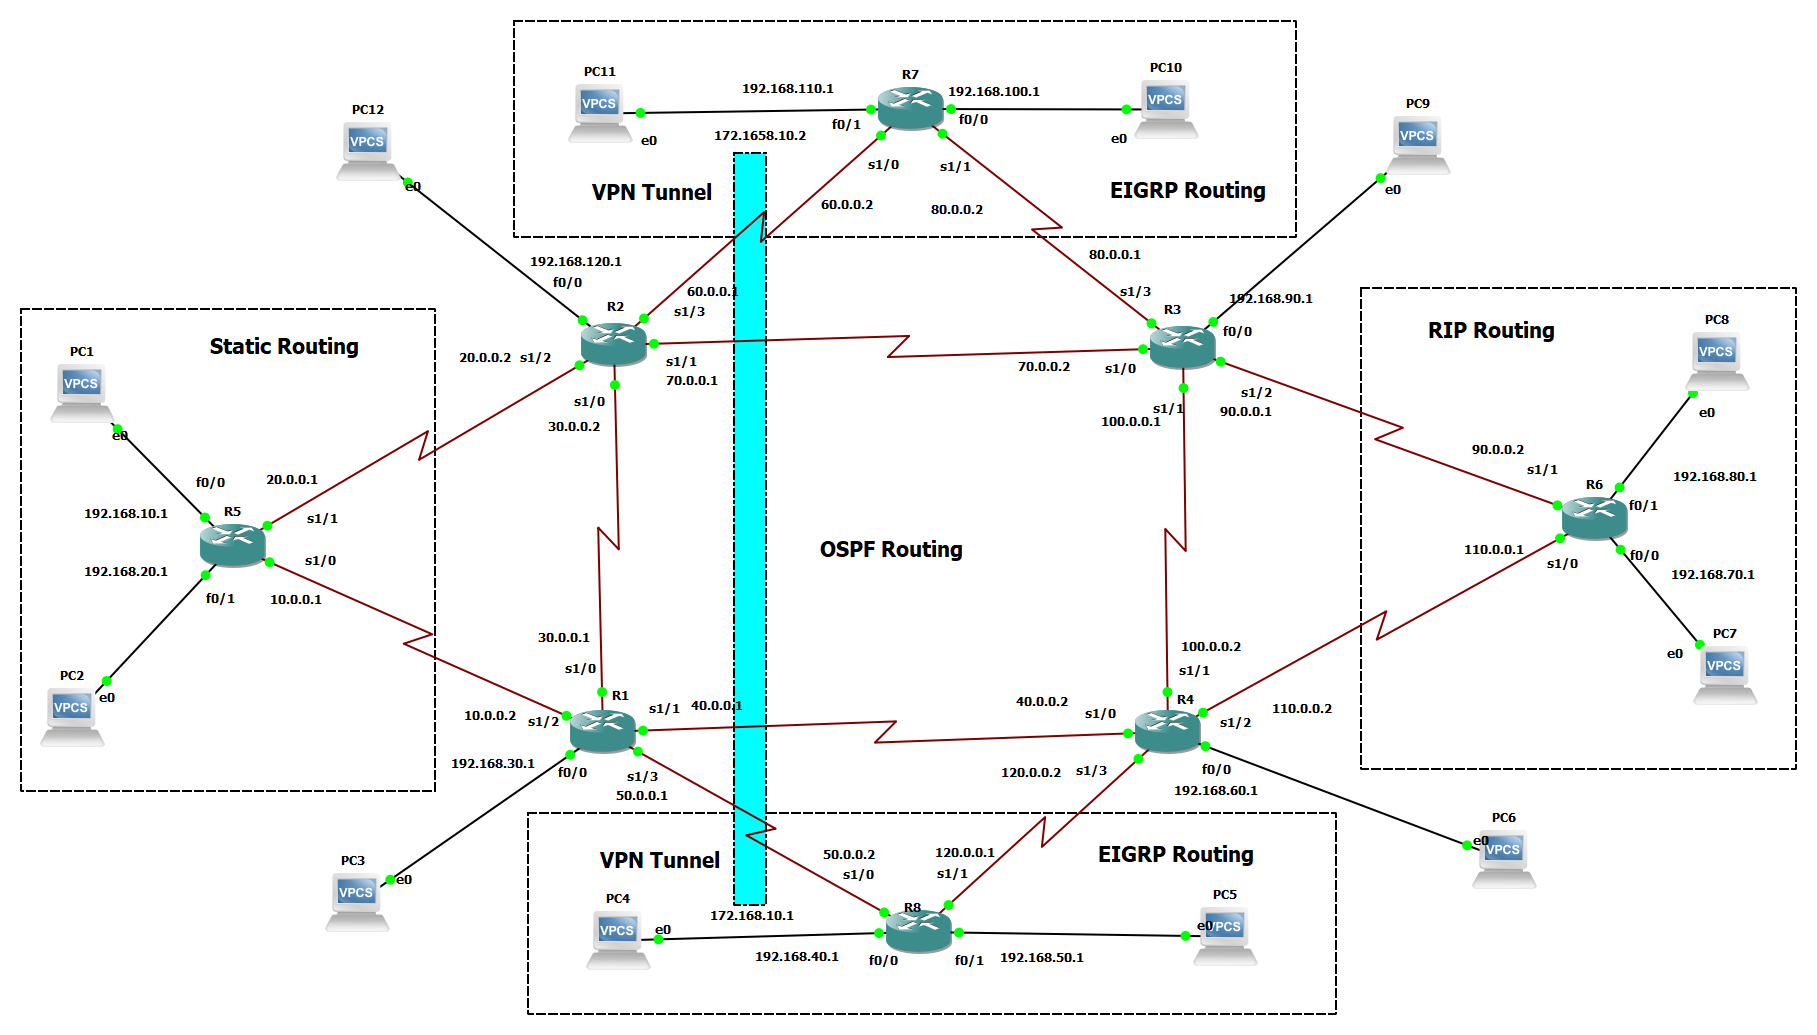 PC11
VPCS
e0
192.168.110.1
R7
f0/1
192.168.100.1
f0/0
PC10
VPCS
e0
172.1658.10.2
s1/0
s1/1
VPN Tunnel
EIGRP Routing
60.0.0.2
80.0.0.2
PC12
VPCS
e0
PC9
VPCS
e0
192.168.120.1
f0/0
R2
60.0.0.1
s1/3
80.0.0.1
s1/3
R3
192.168.90.1
f0/0
20.0.0.2 s1/2
s1/1
70.0.0.1
s1/0
30.0.0.2
70.0.0.2
s1/0
s1/2
90.0.0.1
s1/1
100.0.0.1
Static Routing
PC1
VPCS
e0
f0/0
20.0.0.1
192.168.10.1
R5
s1/1
s1/0
192.168.20.1
f0/1
10.0.0.1
PC2
VPCS
e0
RIP Routing
PC8
VPCS
e0
90.0.0.2
s1/1
R6
192.168.80.1
f0/1
110.0.0.1
s1/0
f0/0
192.168.70.1
PC7
e0
VPCS
OSPF Routing
30.0.0.1
s1/0
R1
10.0.0.2
s1/2
s1/1
40.0.0.1
192.168.30.1
f0/0
s1/3
50.0.0.1
100.0.0.2
s1/1
R4
40.0.0.2
s1/0
s1/2
110.0.0.2
120.0.0.2
s1/3
f0/0
192.168.60.1
PC3
VPCS
e0
PC6
e0
VPCS
VPN Tunnel
EIGRP Routing
50.0.0.2
s1/0
120.0.0.1
s1/1
PC4
VPCS
e0
172.168.10.1
R8
192.168.40.1
f0/0
f0/1
192.168.50.1
PC5
e0
VPCS